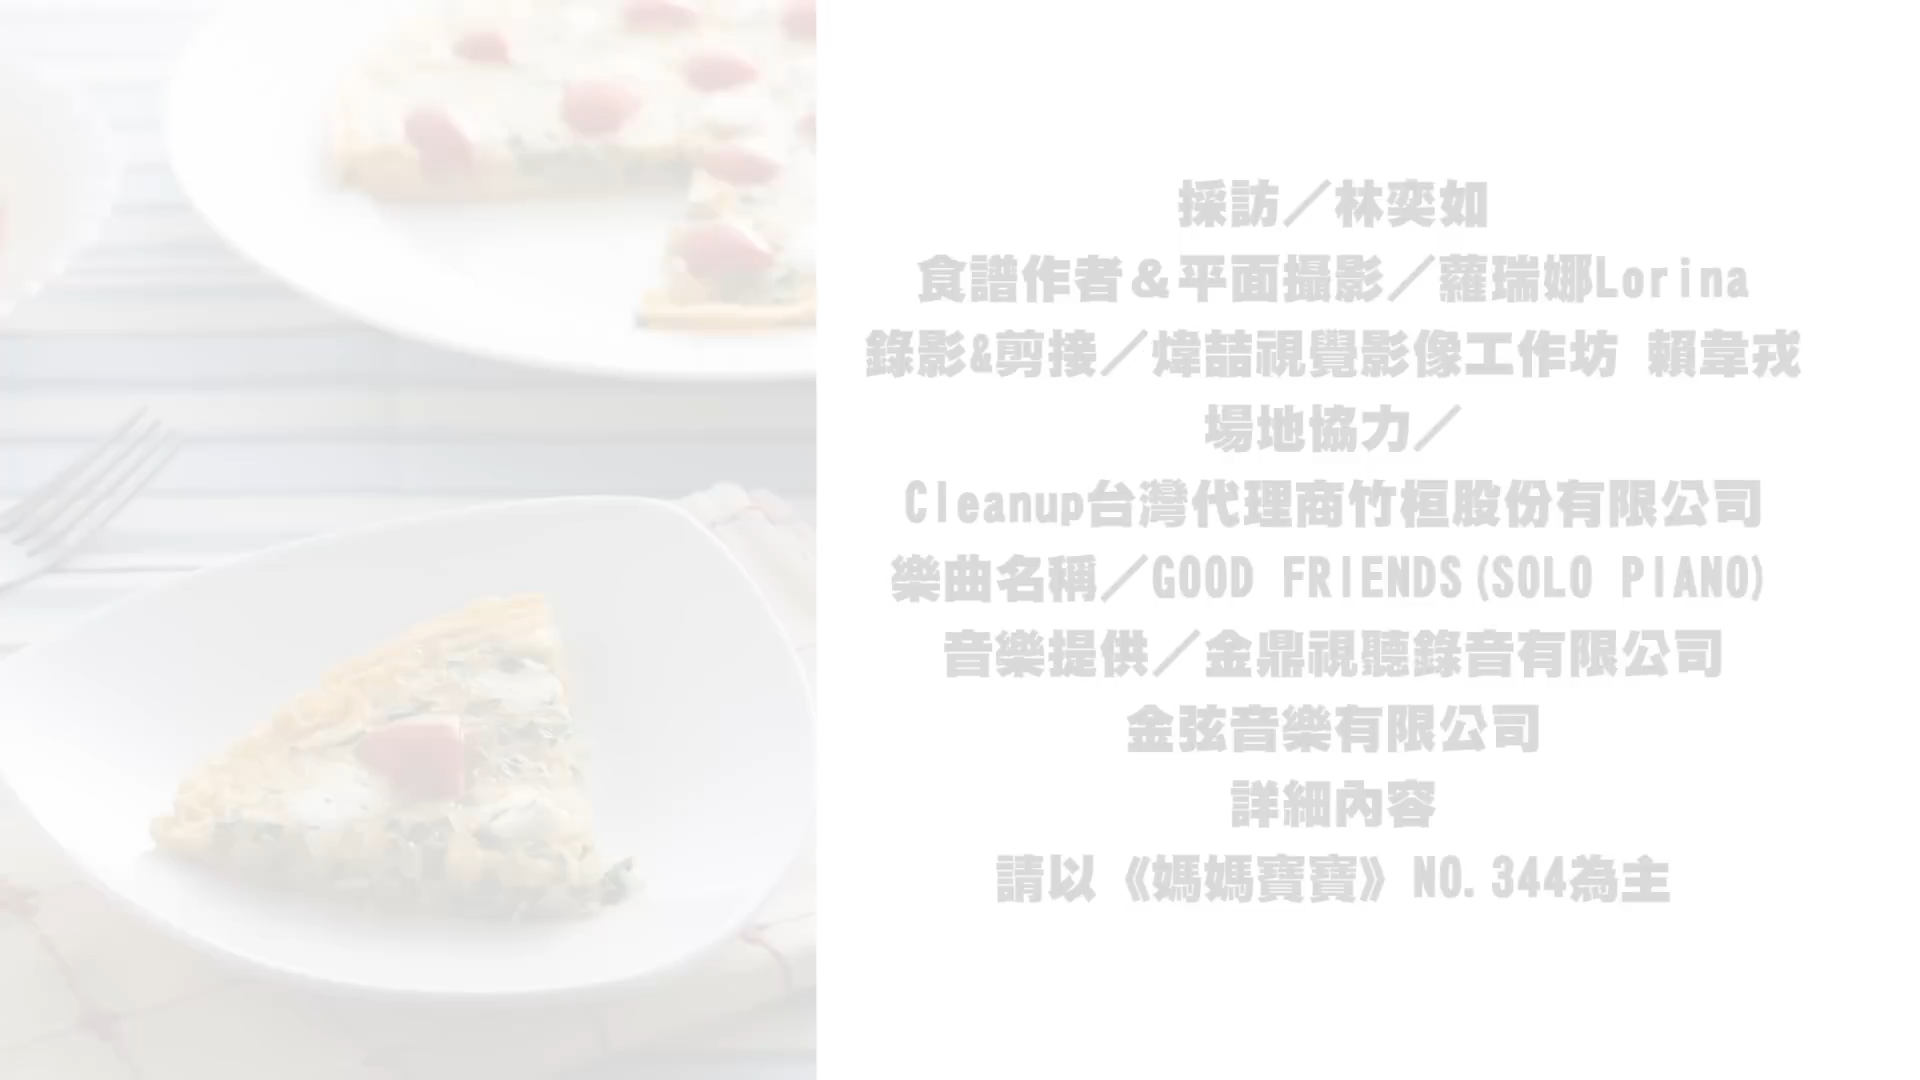 採訪／林奕如
食譜作者＆平面攝影／蘿瑞娜Lorina
錄影&剪接／煒喆視覺影像工作坊 賴韋戎
場地協力／
Cleanup台灣代理商竹桓股份有限公司
樂曲名稱／GOOD FRIENDS(SOLO PIANO)
音樂提供／金鼎視聽錄音有限公司
金弦音樂有限公司
詳細內容
請以《媽媽寶寶》NO.344為主